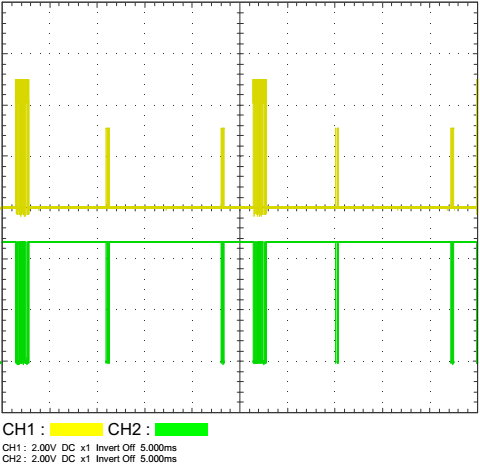 CH1 : CH2 :
CH1 : 2.00V DC x1 Invert Off 5.000ms
CH2 : 2.00V DC x1 Invert Off 5.000ms